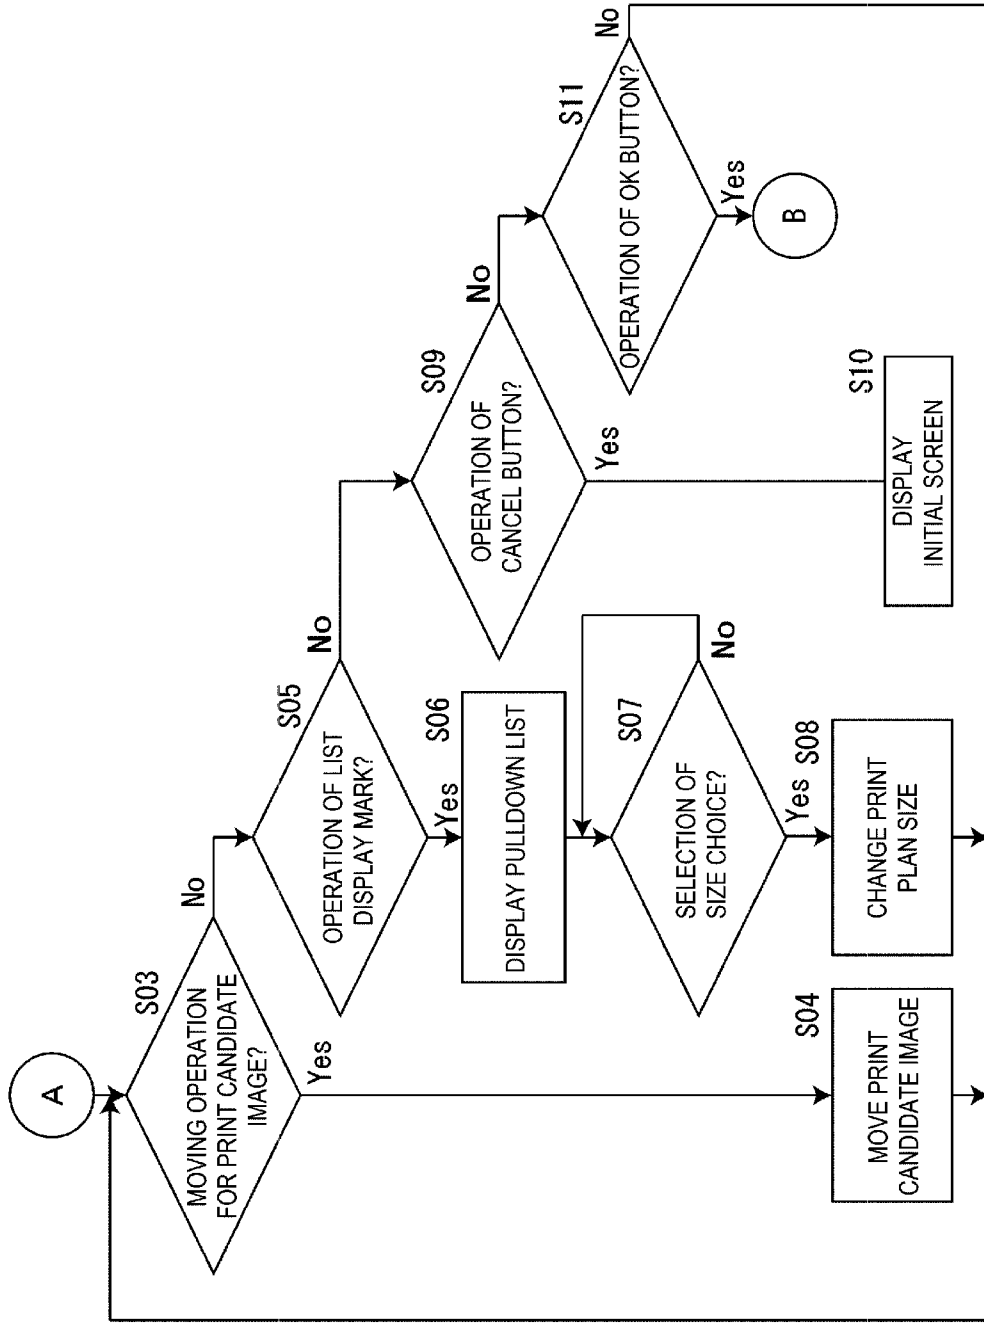 A
S03
MOVING OPERATION
FOR PRINT CANDIDATE
IMAGE?
No
Yes
S05
OPERATION OF LIST
DISPLAY MARK?
No
Yes
S06
DISPLAY PULLDOWN LIST
S07
SELECTION OF
SIZE CHOICE?
No
Yes
S08
CHANGE PRINT
PLAN SIZE
S04
MOVE PRINT
CANDIDATE IMAGE
S09
OPERATION OF
CANCEL BUTTON?
No
Yes
S10
DISPLAY
INITIAL SCREEN
S11
OPERATION OF OK BUTTON?
No
Yes
B